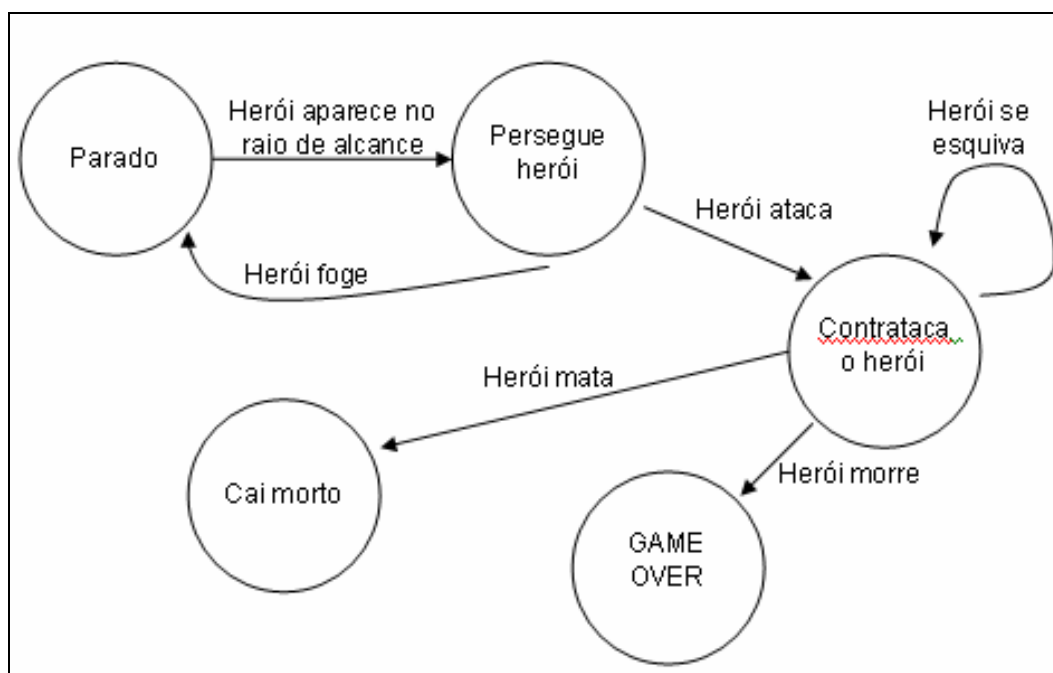 Parado
Herói aparece no
raio de alcance
Persegue
herói
Herói se
esquiva
Herói ataca
Herói foge
Contrataca
o herói
Herói mata
Herói morre
Cai morto
GAME
OVER